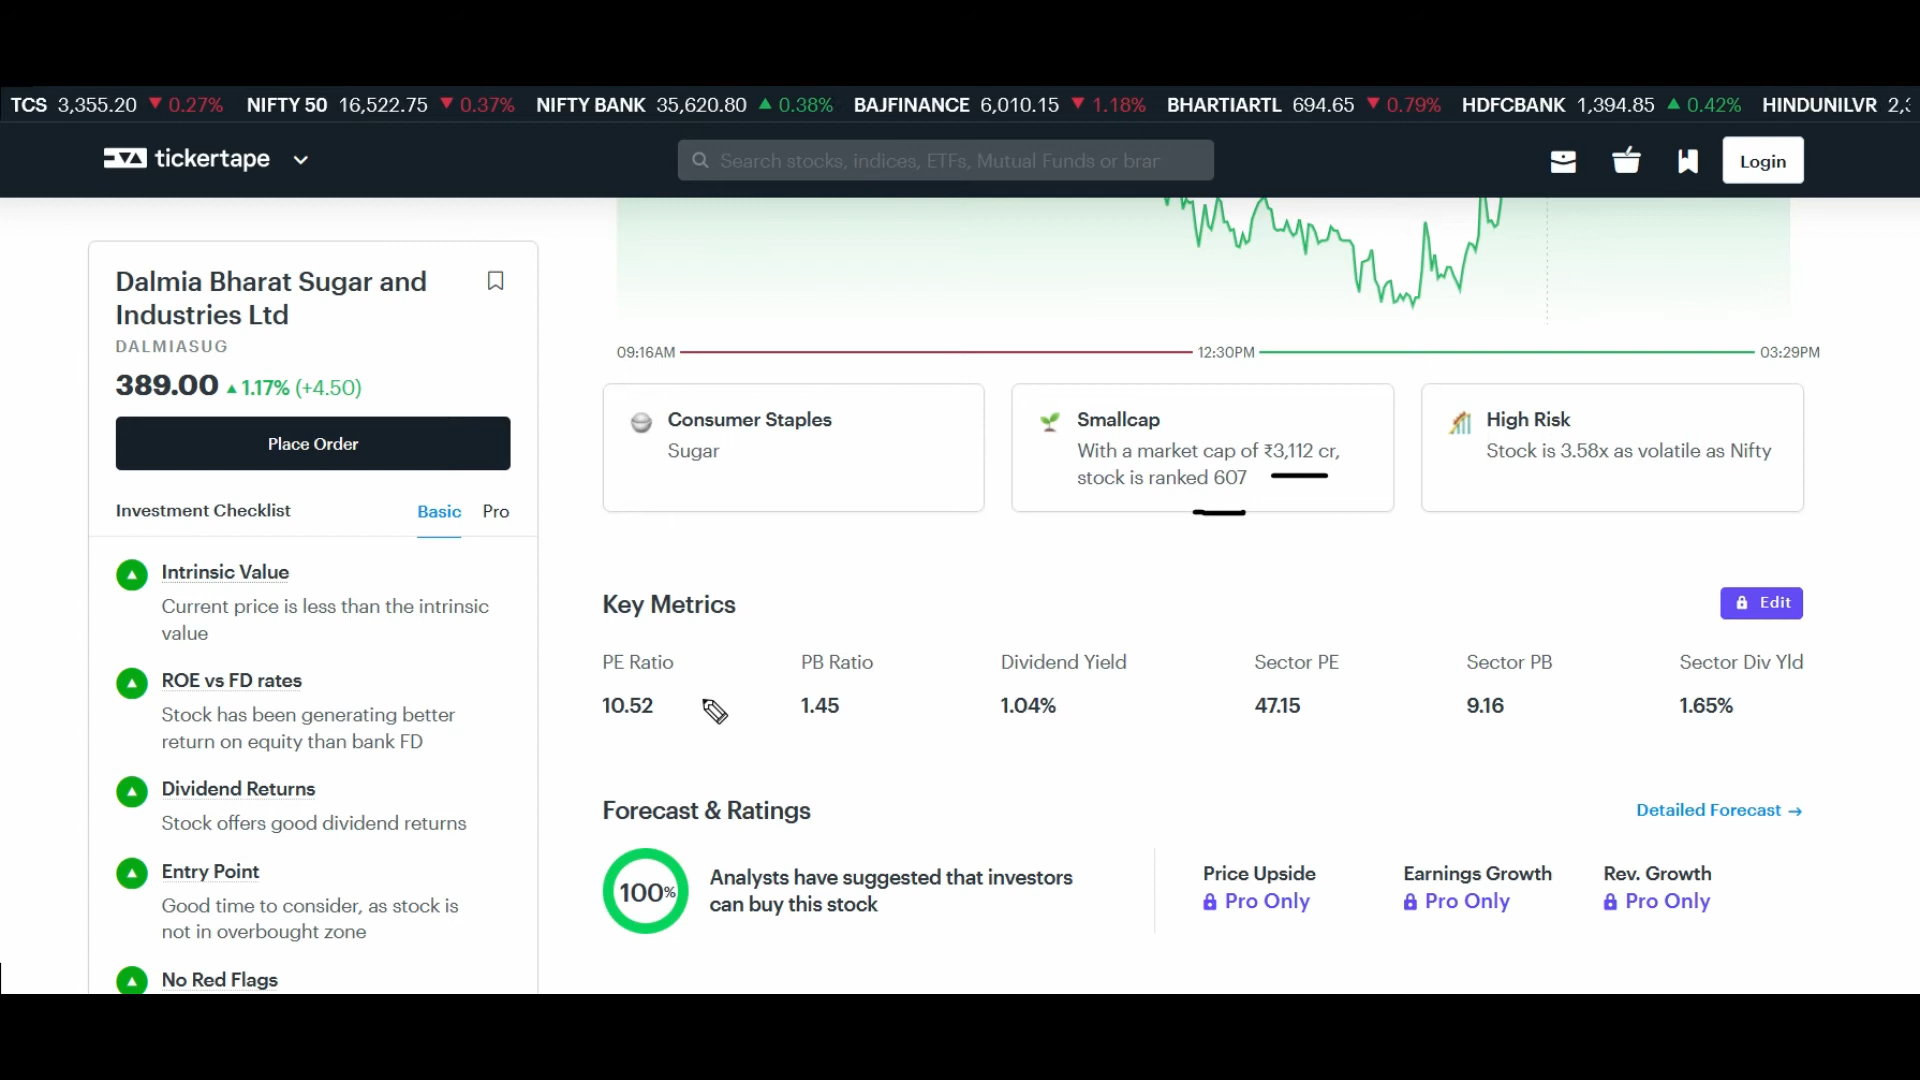 TCS 3,355.20 ▼ 0.27% NIFTY 50 16,522.75 ▼ 0.37% NIFTY BANK 35,620.80 ▲ 0.38% BAJFINANCE 6,010.15 ▼ 1.18% BHARTIARTL 694.65 ▼ 0.79% HDFCBANK 1,394.85 ▲ 0.42% HINDUNILVR
tickertape
Search stocks, indices, ETFs, Mutual Funds or brar
Login
Dalmia Bharat Sugar and
Industries Ltd
DALMIASUG
389.00 ▲ 1.17% (+4.50)
Place Order
Investment Checklist Basic Pro
Intrinsic Value
Current price is less than the intrinsic
value
ROE vs FD rates
Stock has been generating better
return on equity than bank FD
Dividend Returns
Stock offers good dividend returns
Entry Point
Good time to consider, as stock is
not in overbought zone
No Red Flags
09:16AM 12:30PM 03:29PM
Consumer Staples
Sugar
Smallcap
With a market cap of ₹3,112 cr,
stock is ranked 607
High Risk
Stock is 3.58x as volatile as Nifty
Key Metrics
Edit
PE Ratio PB Ratio Dividend Yield Sector PE Sector PB Sector Div Yld
10.52 1.45 1.04% 47.15 9.16 1.65%
Forecast & Ratings
Detailed Forecast →
100%
Analysts have suggested that investors
can buy this stock
Price Upside Earnings Growth Rev. Growth
Pro Only Pro Only Pro Only